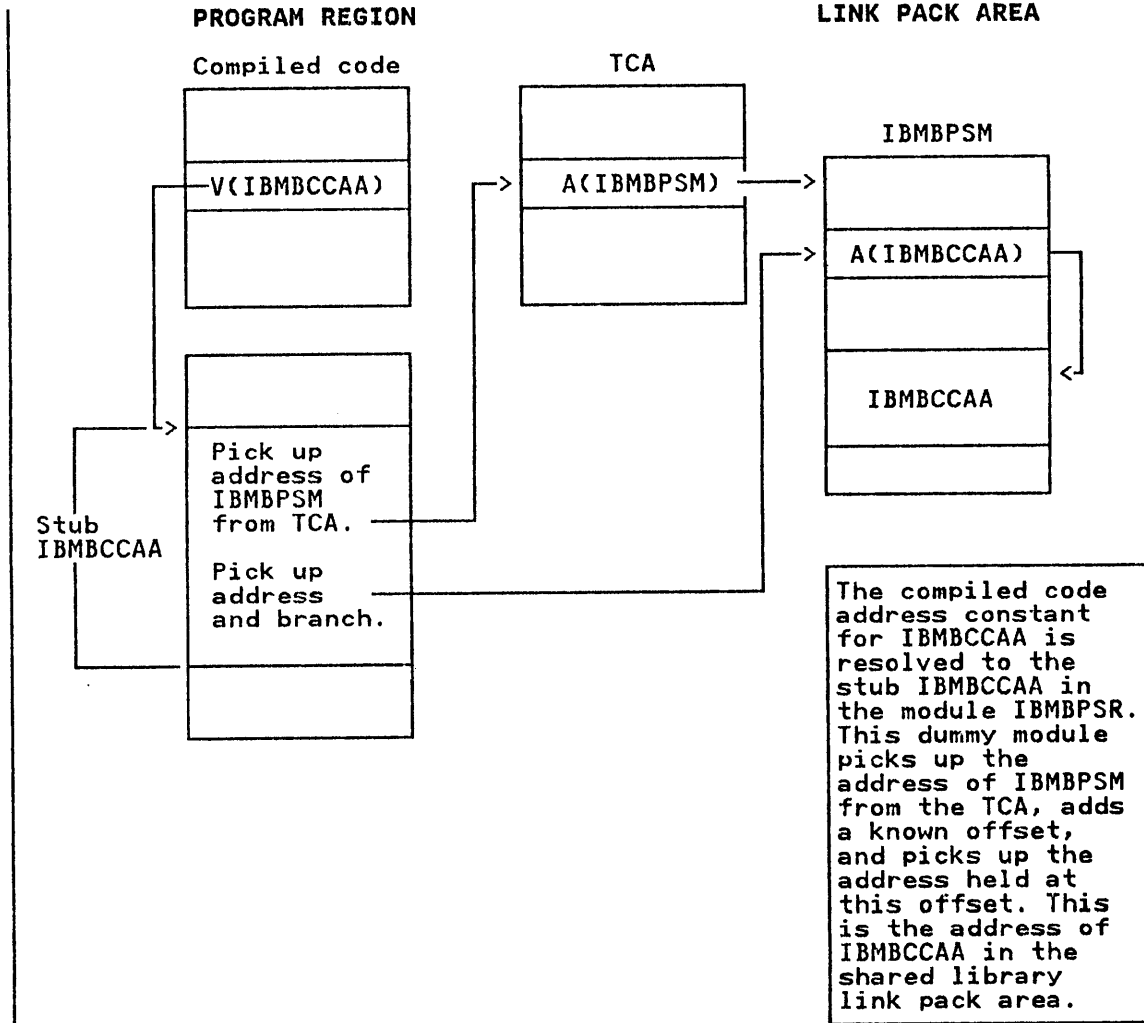 PROGRAM REGION
LINK PACK AREA
Compiled code
TCA
IBMBPSM
V(IBMBCCAA)
A(IBMBPSM)
A(IBMBCCAA)
IBMBCCAA
Pick up
address of
IBMBPSM
from TCA.
Pick up
address
and branch.
Stub
IBMBCCAA
The compiled code
address constant
for IBMBCCAA is
resolved to the
stub IBMBCCAA in
the module IBMBPSR.
This dummy module
picks up the
address of IBMBPSM
from the TCA, adds
a known offset,
and picks up the
address held at
this offset. This
is the address of
IBMBCCAA in the
shared library
link pack area.